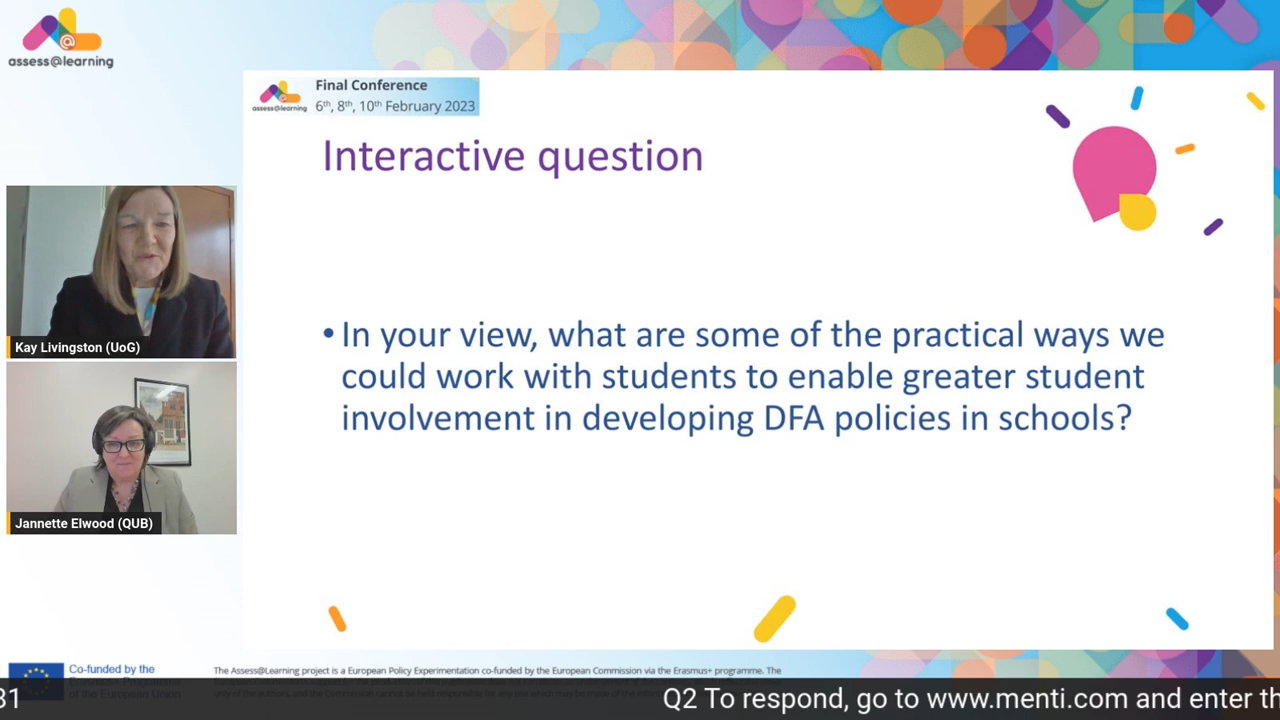 assess@learning
assess@learning
Final Conference
6th, 8th, 10th February 2023
Interactive question
• In your view, what are some of the practical ways we
could work with students to enable greater student
involvement in developing DFA policies in schools?
Kay Livingston (UoG)
Jannette Elwood (QUB)
Co-funded by the
European Programme
of the European Union
The Assess@Learning project is a European Policy Experimentation co-funded by the European Commission via the Erasmus+ programme. The
31
Q2 To respond, go to www.menti.com and enter th